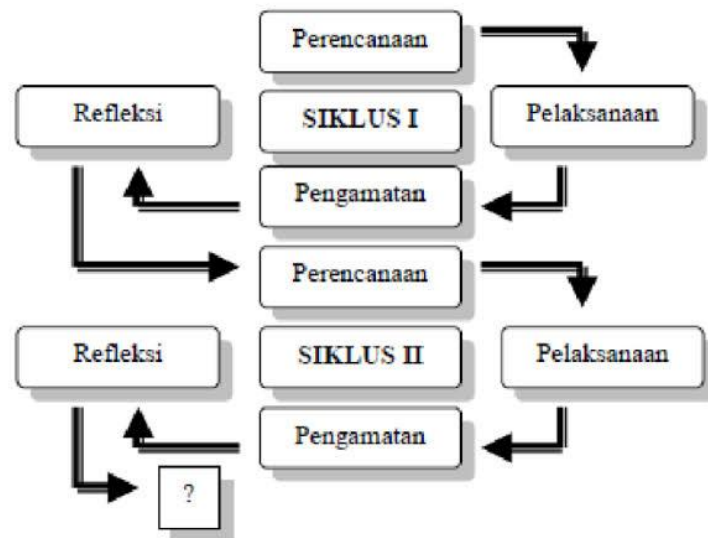 Perencanaan
Refleksi
SIKLUS I
Pelaksanaan
Pengamatan
Perencanaan
Refleksi
SIKLUS II
Pelaksanaan
Pengamatan
?